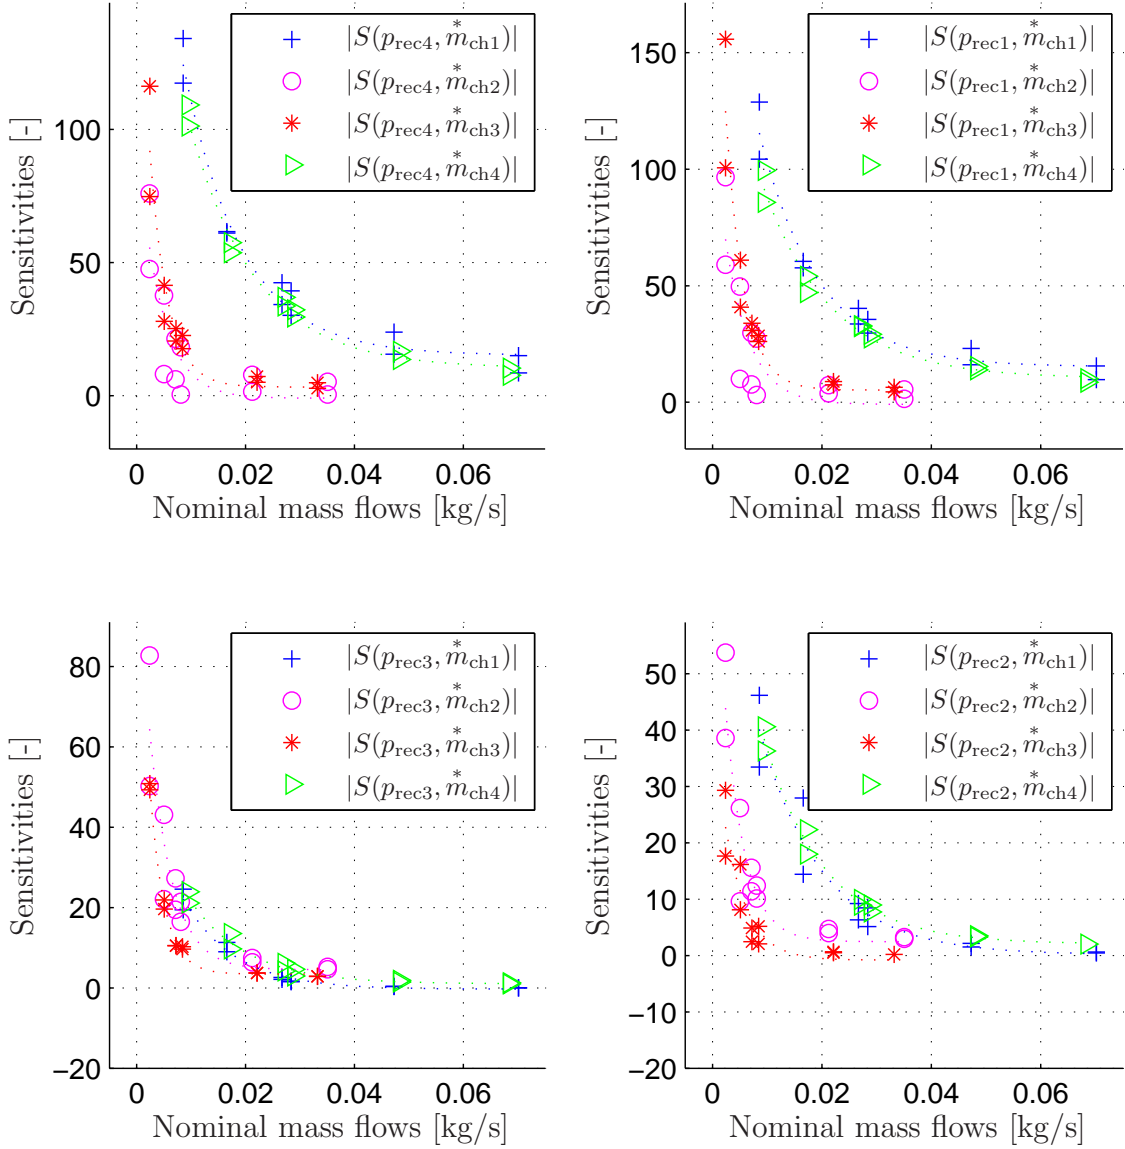 Sensitivities [-]
100
50
0
0
0.02
0.04
0.06
Nominal mass flows [kg/s]
|S(p_rec4, m*_ch1)|
|S(p_rec4, m*_ch2)|
|S(p_rec4, m*_ch3)|
|S(p_rec4, m*_ch4)|
Sensitivities [-]
150
100
50
0
0
0.02
0.04
0.06
Nominal mass flows [kg/s]
|S(p_rec1, m*_ch1)|
|S(p_rec1, m*_ch2)|
|S(p_rec1, m*_ch3)|
|S(p_rec1, m*_ch4)|
Sensitivities [-]
80
60
40
20
0
−20
0
0.02
0.04
0.06
Nominal mass flows [kg/s]
|S(p_rec3, m*_ch1)|
|S(p_rec3, m*_ch2)|
|S(p_rec3, m*_ch3)|
|S(p_rec3, m*_ch4)|
Sensitivities [-]
50
40
30
20
10
0
−10
−20
0
0.02
0.04
0.06
Nominal mass flows [kg/s]
|S(p_rec2, m*_ch1)|
|S(p_rec2, m*_ch2)|
|S(p_rec2, m*_ch3)|
|S(p_rec2, m*_ch4)|